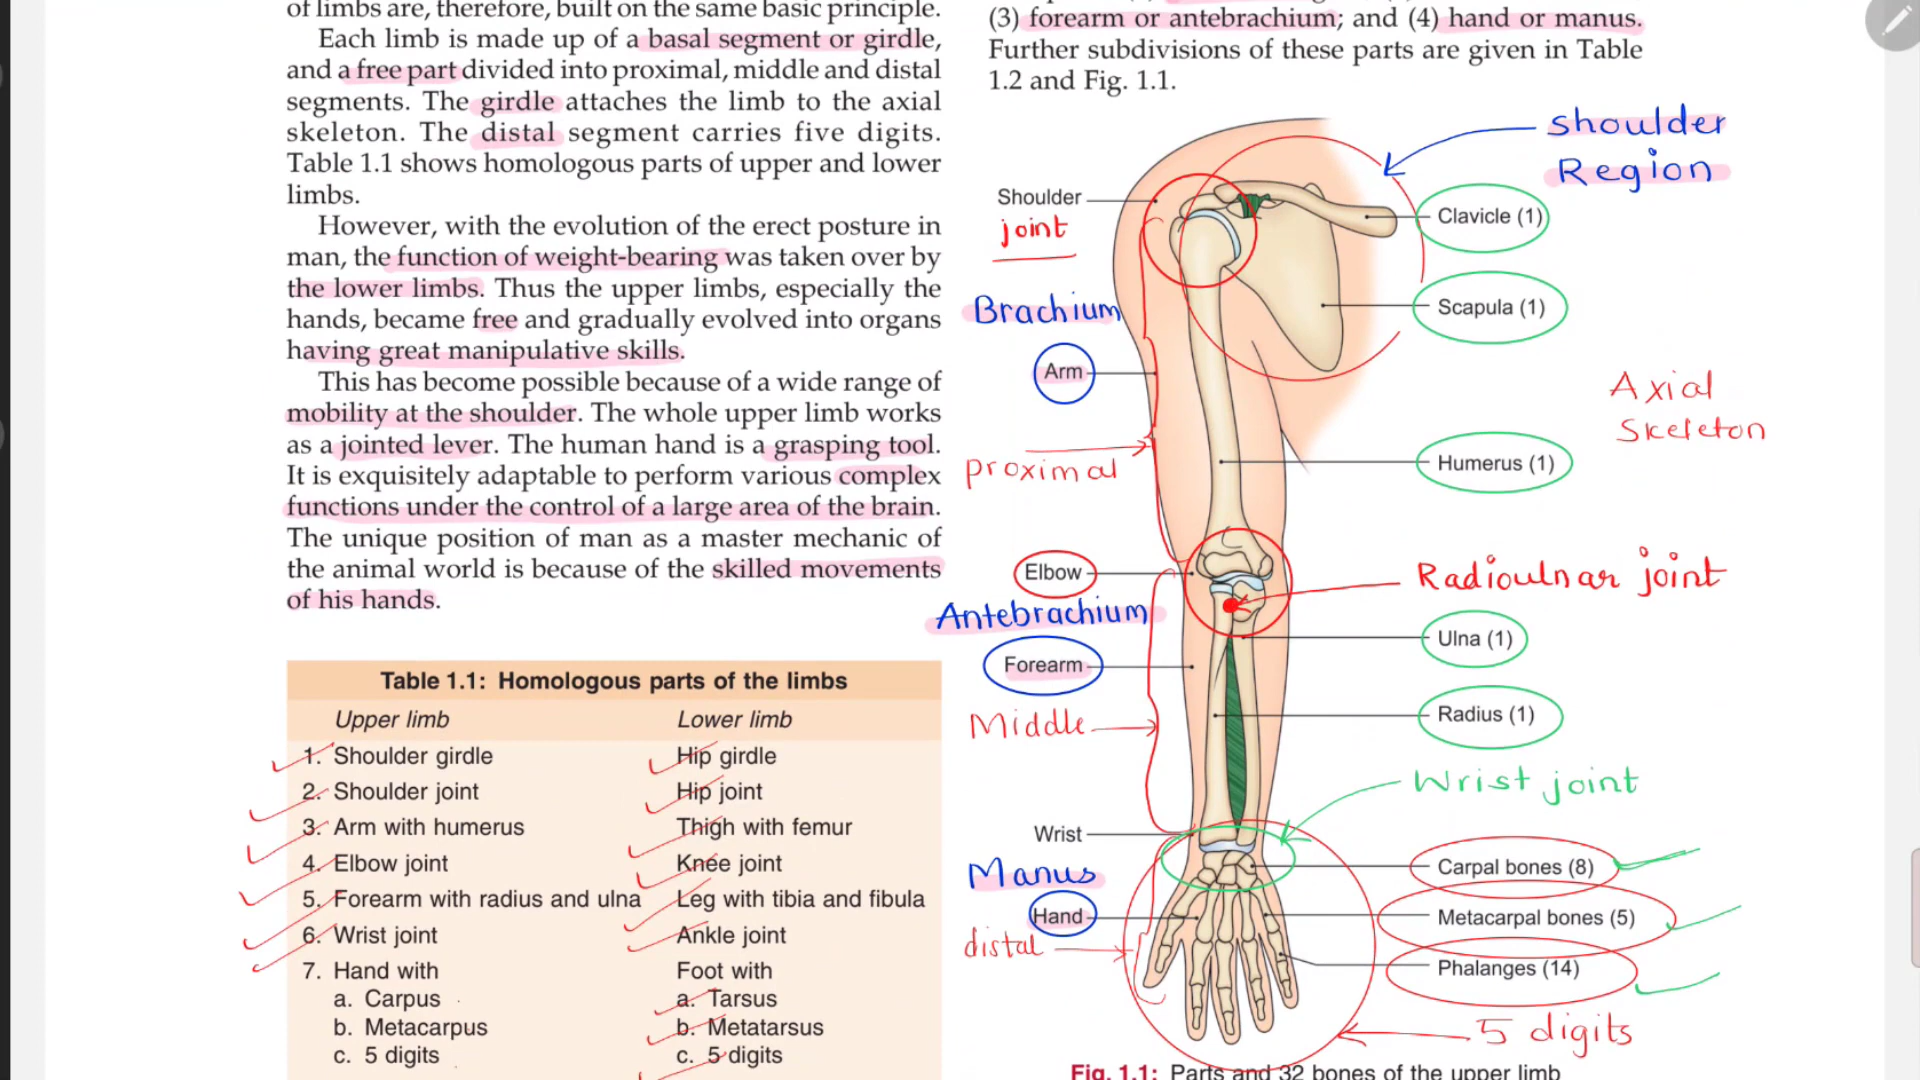 of limbs are, therefore, built on the same basic principle.
Each limb is made up of a basal segment or girdle,
and a free part divided into proximal, middle and distal
segments. The girdle attaches the limb to the axial
skeleton. The distal segment carries five digits.
Table 1.1 shows homologous parts of upper and lower
limbs.
However, with the evolution of the erect posture in
man, the function of weight-bearing was taken over by
the lower limbs. Thus the upper limbs, especially the
hands, became free and gradually evolved into organs
having great manipulative skills.
This has become possible because of a wide range of
mobility at the shoulder. The whole upper limb works
as a jointed lever. The human hand is a grasping tool.
It is exquisitely adaptable to perform various complex
functions under the control of a large area of the brain.
The unique position of man as a master mechanic of
the animal world is because of the skilled movements
of his hands.
Table 1.1: Homologous parts of the limbs
Upper limb Lower limb
1. Shoulder girdle Hip girdle
2. Shoulder joint Hip joint
3. Arm with humerus Thigh with femur
4. Elbow joint Knee joint
5. Forearm with radius and ulna Leg with tibia and fibula
6. Wrist joint Ankle joint
7. Hand with Foot with
a. Carpus a. Tarsus
b. Metacarpus b. Metatarsus
c. 5 digits c. 5 digits
(3) forearm or antebrachium; and (4) hand or manus.
Further subdivisions of these parts are given in Table
1.2 and Fig. 1.1.
Shoulder
Region
Shoulder
joint
Clavicle (1)
Brachium
Scapula (1)
Arm
Axial
Skeleton
proximal
Humerus (1)
Elbow
Radioulnar joint
Antebrachium
Ulna (1)
Forearm
Middle
Radius (1)
Wrist joint
Wrist
Manus
Carpal bones (8)
Hand
Metacarpal bones (5)
distal
Phalanges (14)
5 digits
Fig. 1.1: Parts and 32 bones of the upper limb